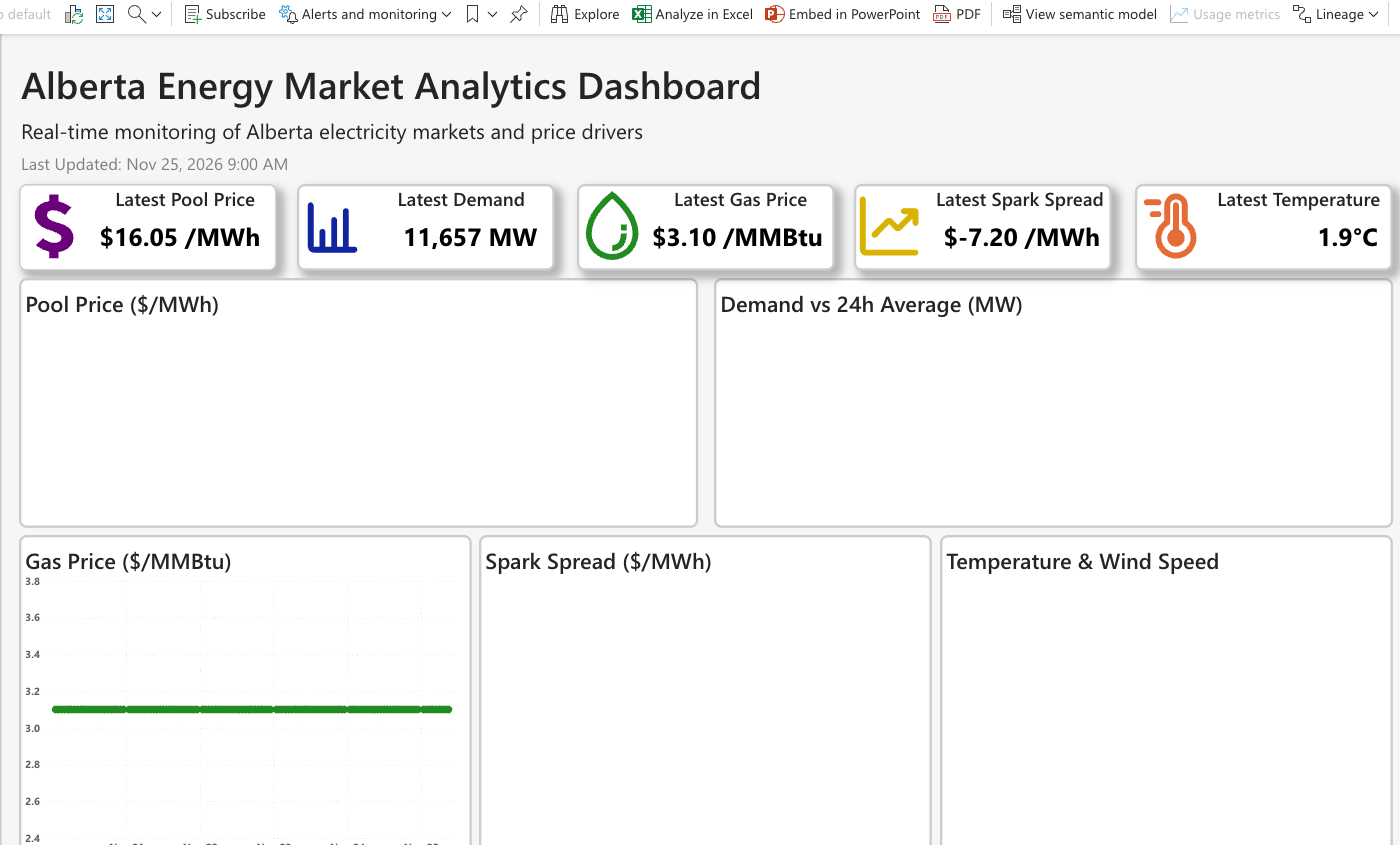 default Subscribe Alerts and monitoring Explore Analyze in Excel Embed in PowerPoint PDF View semantic model Usage metrics Lineage
Alberta Energy Market Analytics Dashboard
Real-time monitoring of Alberta electricity markets and price drivers
Last Updated: Nov 25, 2026 9:00 AM
Latest Pool Price
$16.05 /MWh
Latest Demand
11,657 MW
Latest Gas Price
$3.10 /MMBtu
Latest Spark Spread
$-7.20 /MWh
Latest Temperature
1.9°C
Pool Price ($/MWh)
Demand vs 24h Average (MW)
Gas Price ($/MMBtu)
3.8
3.6
3.4
3.2
3.0
2.8
2.6
2.4
Spark Spread ($/MWh)
Temperature & Wind Speed